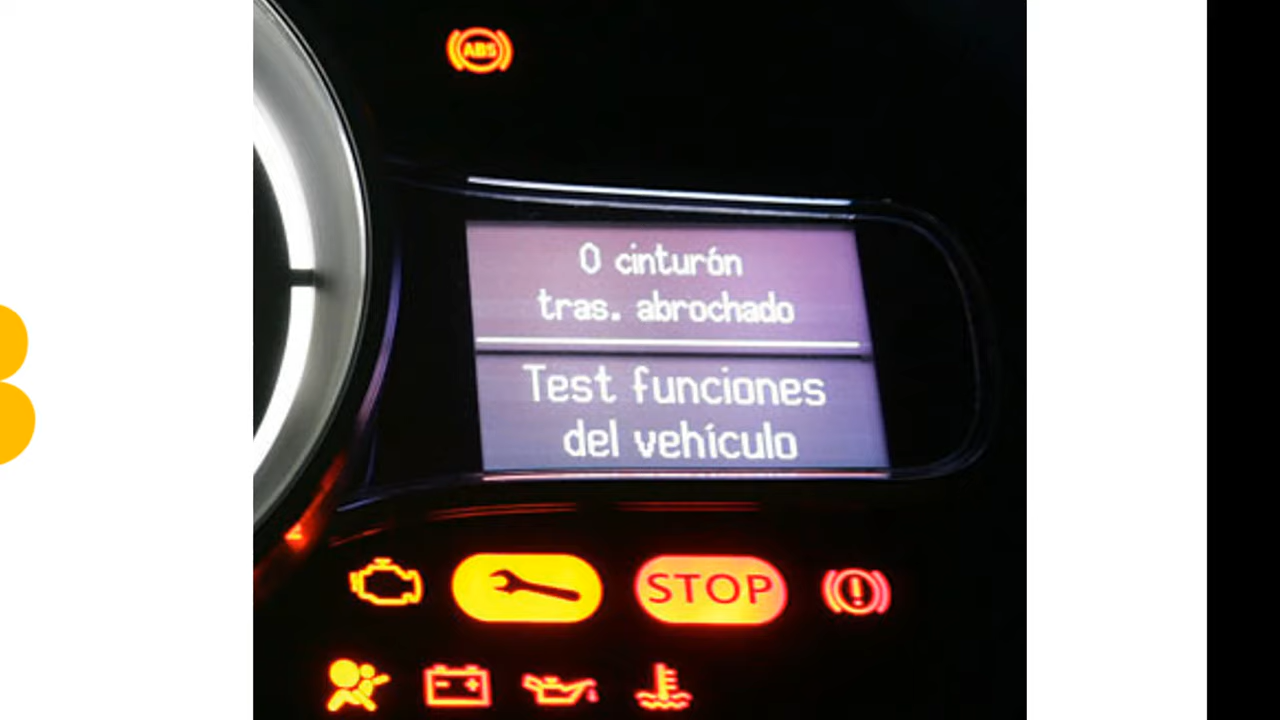 ABS
0 cinturón
tras. abrochado
Test funciones
del vehículo
STOP